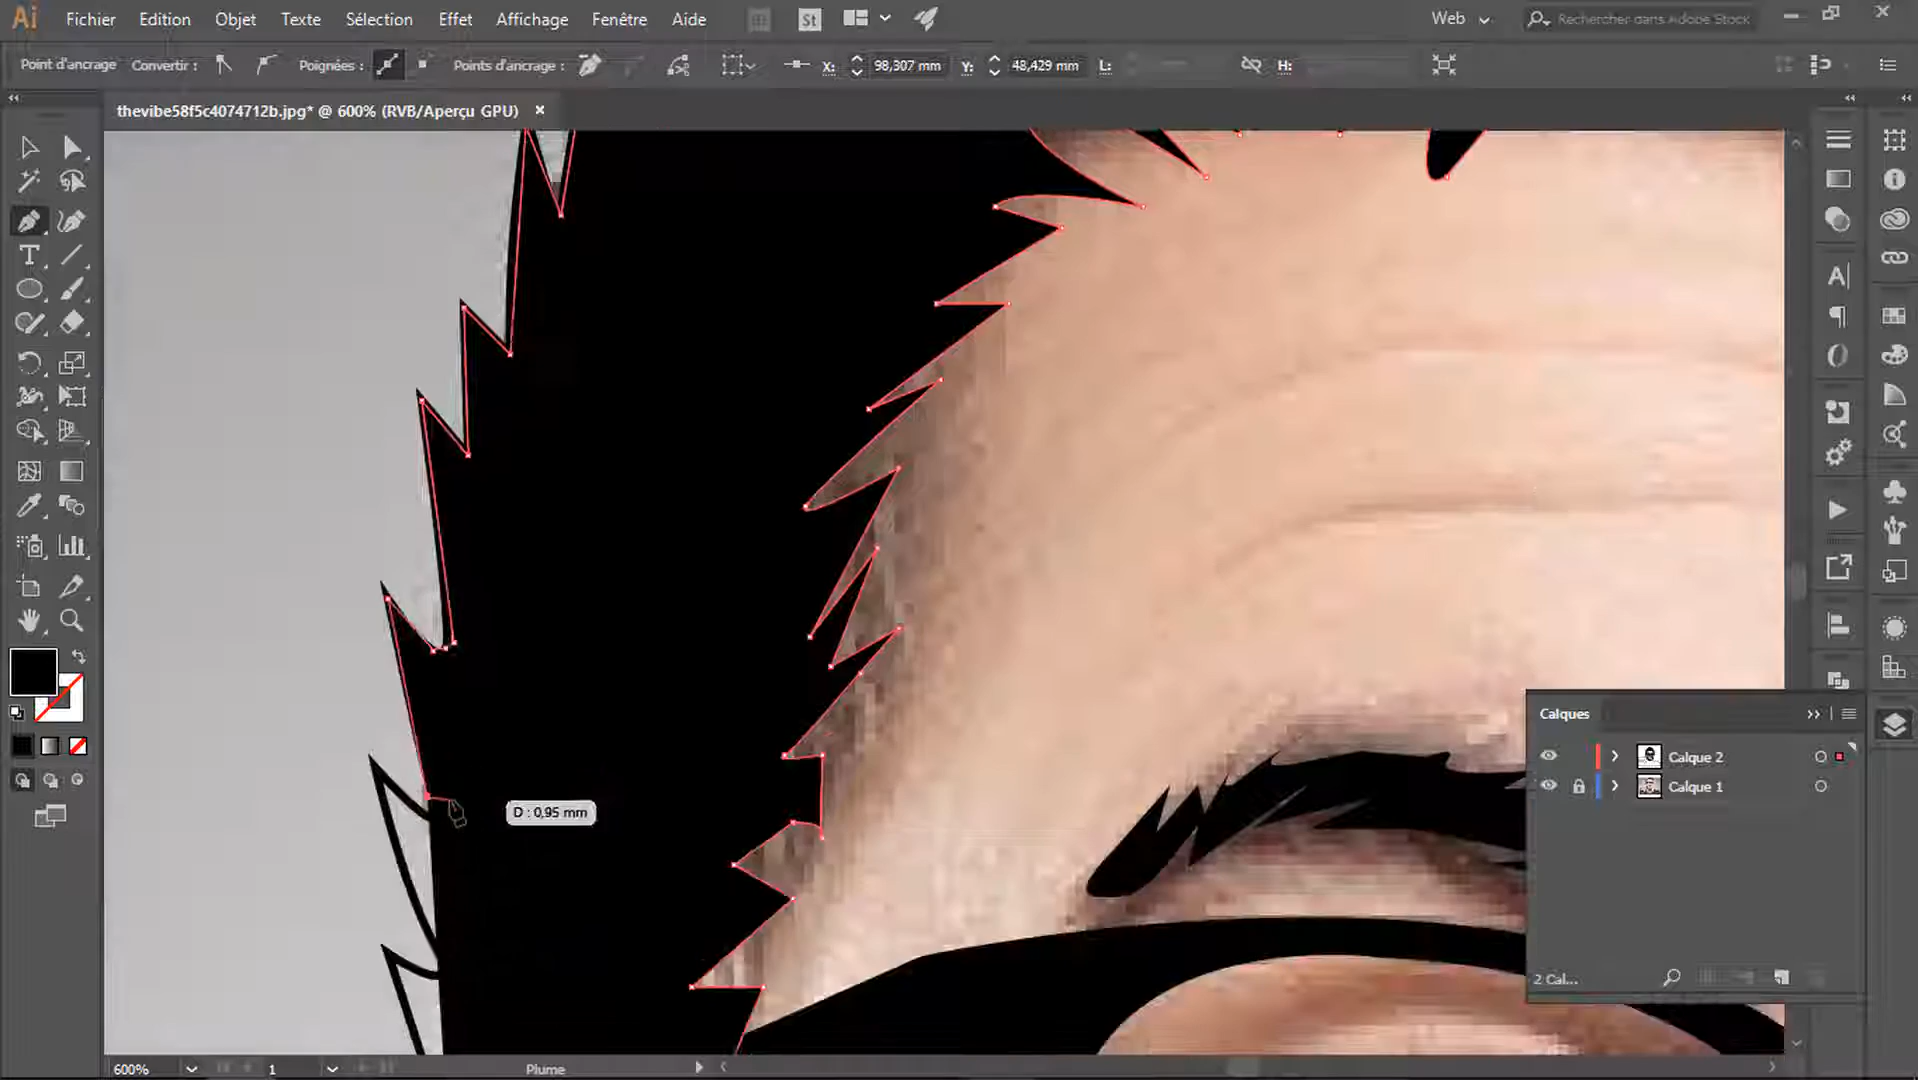 Ai Fichier Edition Objet Texte Sélection Effet Affichage Fenêtre Aide St Web Rechercher dans Adobe Stock
Point d'ancrage Convertir : Poignées : Points d'ancrage : X: 98,307 mm Y: 48,429 mm L: H:
thevibe58f5c4074712b.jpg* @ 600% (RVB/Aperçu GPU) ×
D : 0,95 mm
Calques
Calque 2
Calque 1
2 Cal...
600% 1 Plume